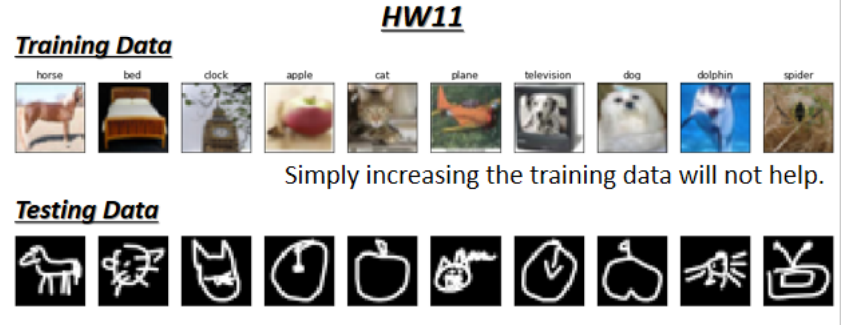 HW11
Training Data
horse bed clock apple cat plane television dog dolphin spider
Simply increasing the training data will not help.
Testing Data